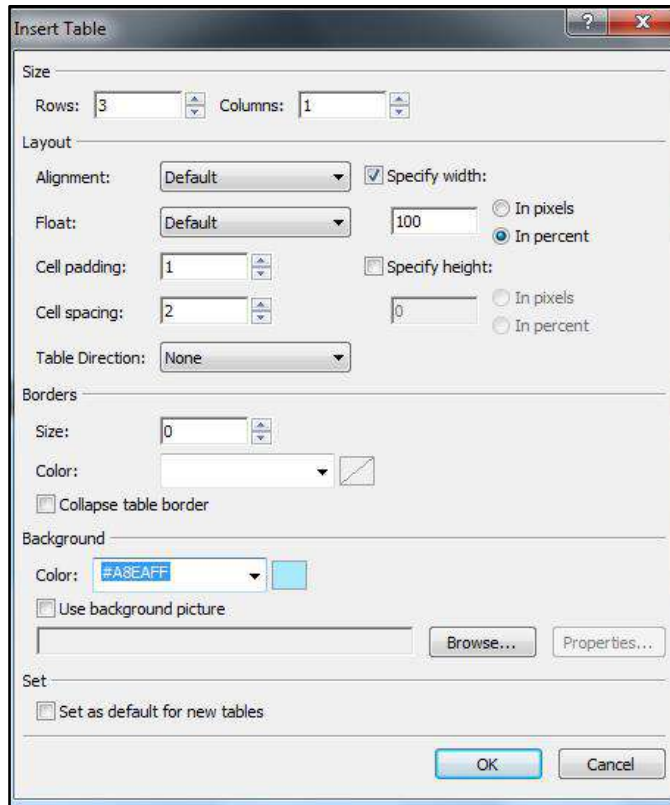 Insert Table
Size
Rows: 3 Columns: 1
Layout
Alignment: Default Specify width:
Float: Default 100 In pixels
In percent
Cell padding: 1 Specify height:
Cell spacing: 2 0 In pixels
In percent
Table Direction: None
Borders
Size: 0
Color:
Collapse table border
Background
Color: #A8EAFF
Use background picture
Browse... Properties...
Set
Set as default for new tables
OK Cancel